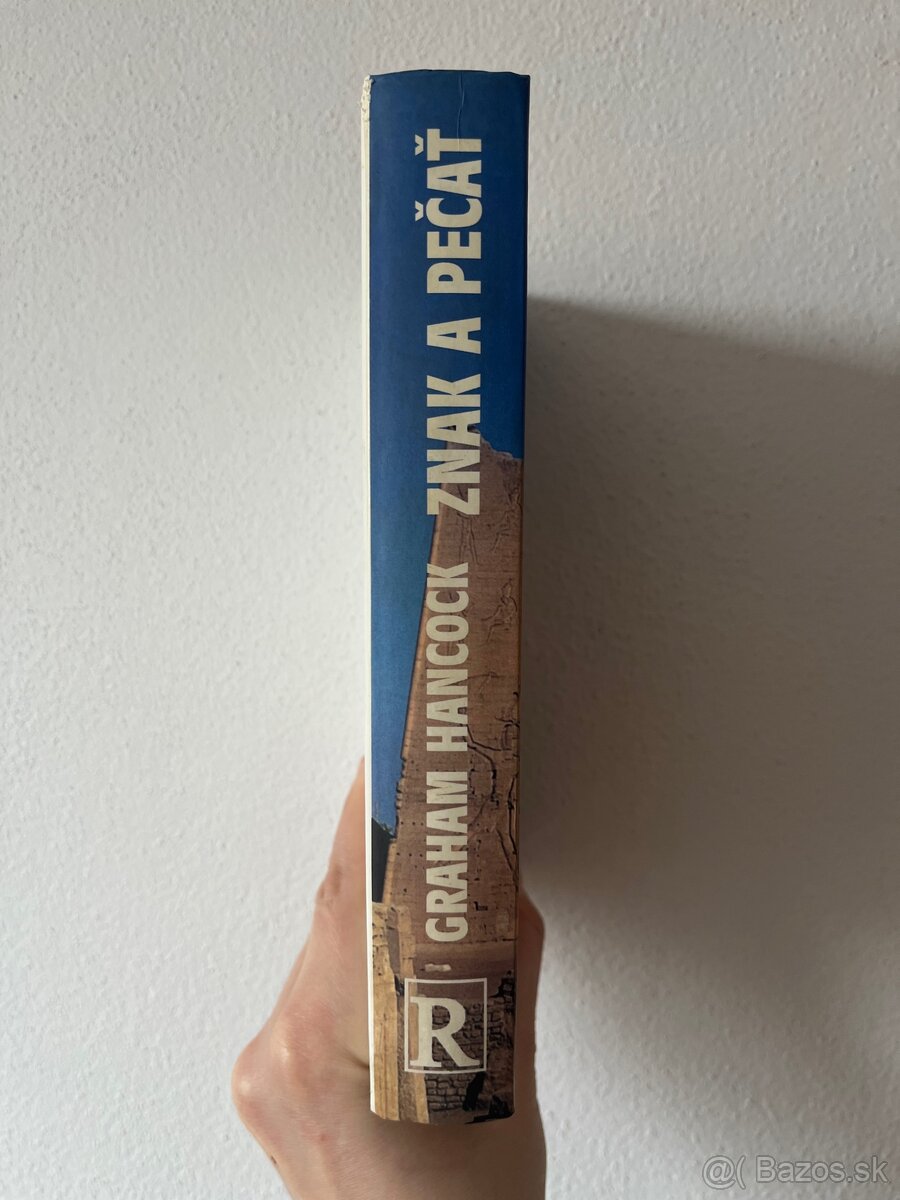 GRAHAM HANCOCK ZNAK A PEČAŤ
R
@( Bazos.sk